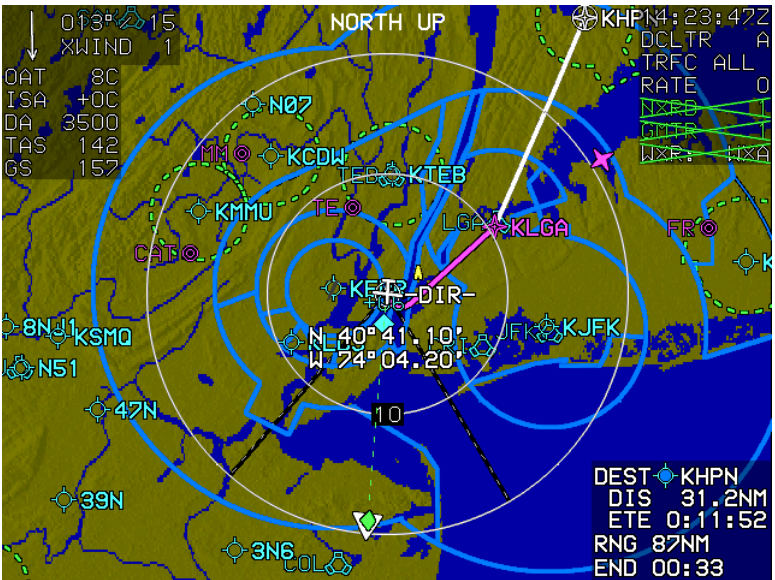 013°/ 15
XWIND 1
OAT 8C
ISA +0C
DA 3500
TAS 142
GS 157
NORTH UP
KHPN
14:23:47Z
DCLTR A
TRFC ALL
RATE 0
NXRD I
GMTR I
WXR: WXA
N07
MM
KCDW
TEB
KTEB
TE
KMMU
LGA
KLGA
FR
CAT
-DIR-
+06
8N
KSMQ
N 40°41.10'
W 74°04.20'
JFK
KJFK
N51
10
47N
39N
3N6
COL
DEST KHPN
DIS 31.2NM
ETE 0:11:52
RNG 87NM
END 00:33